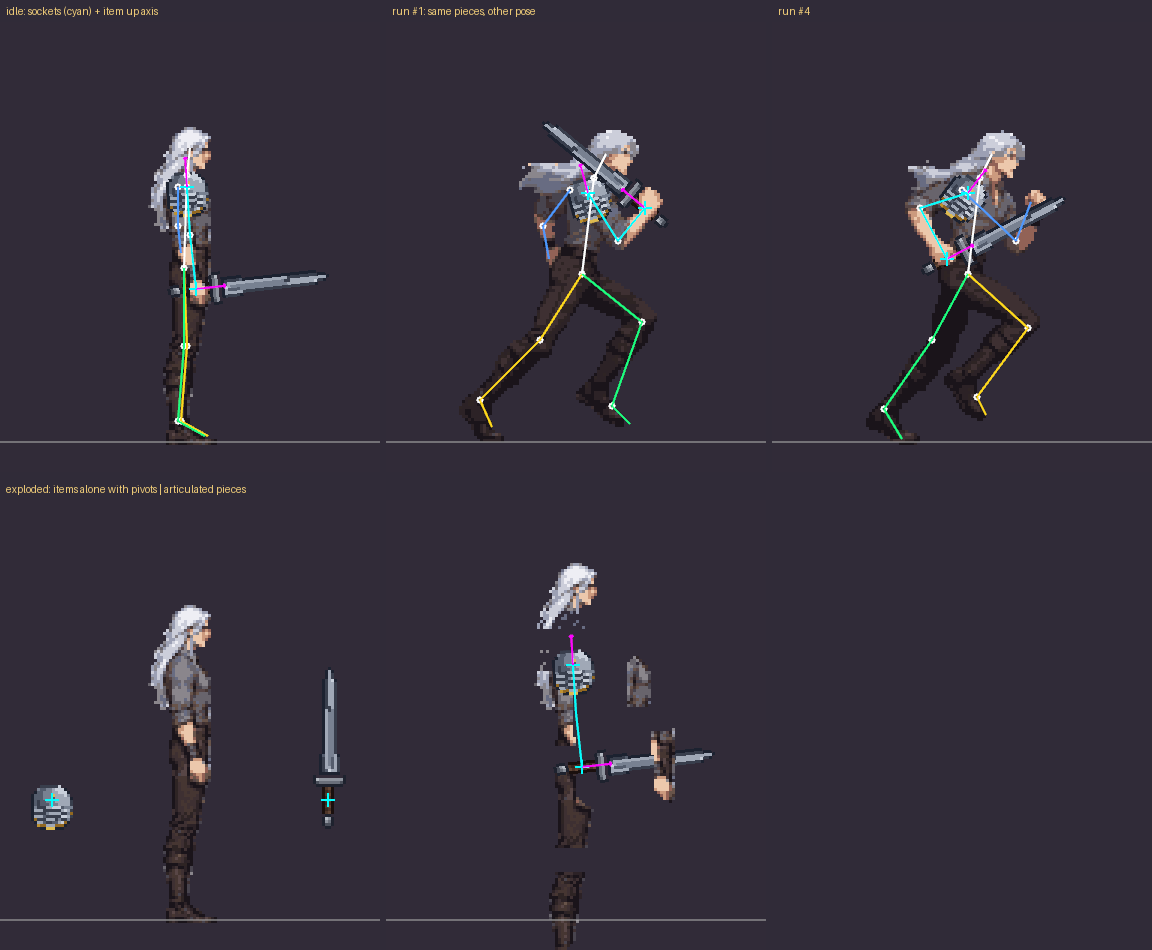 idle: sockets (cyan) + item up axis
run #1: same pieces, other pose
run #4
exploded: items alone with pivots | articulated pieces